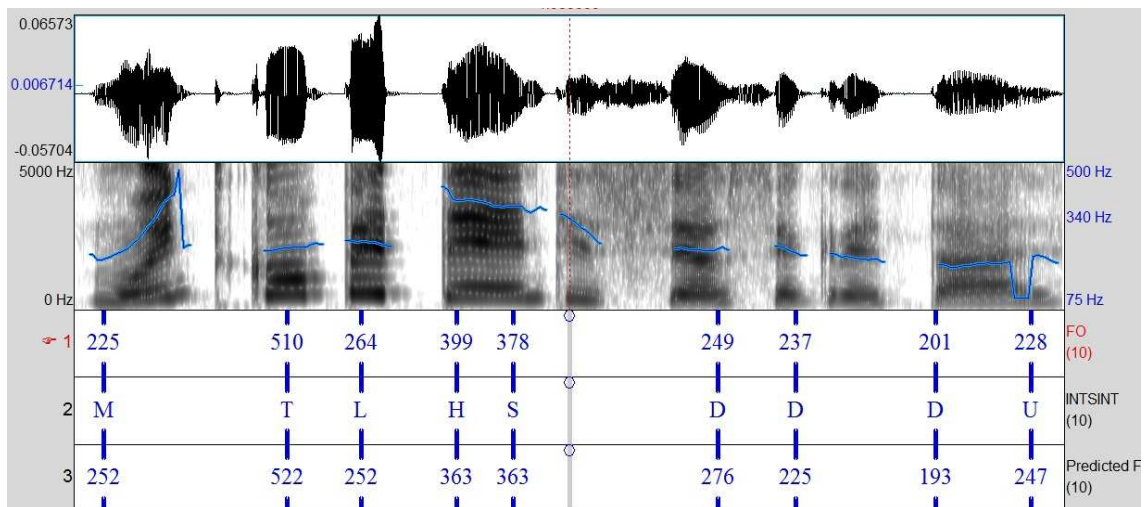 0.06573
0.006714
-0.05704
5000 Hz
500 Hz
340 Hz
0 Hz
75 Hz
1 225 510 264 399 378 249 237 201 228 FO
(10)
2 M T L H S D D D U INTSINT
(10)
3 252 522 252 363 363 276 225 193 247 Predicted F
(10)